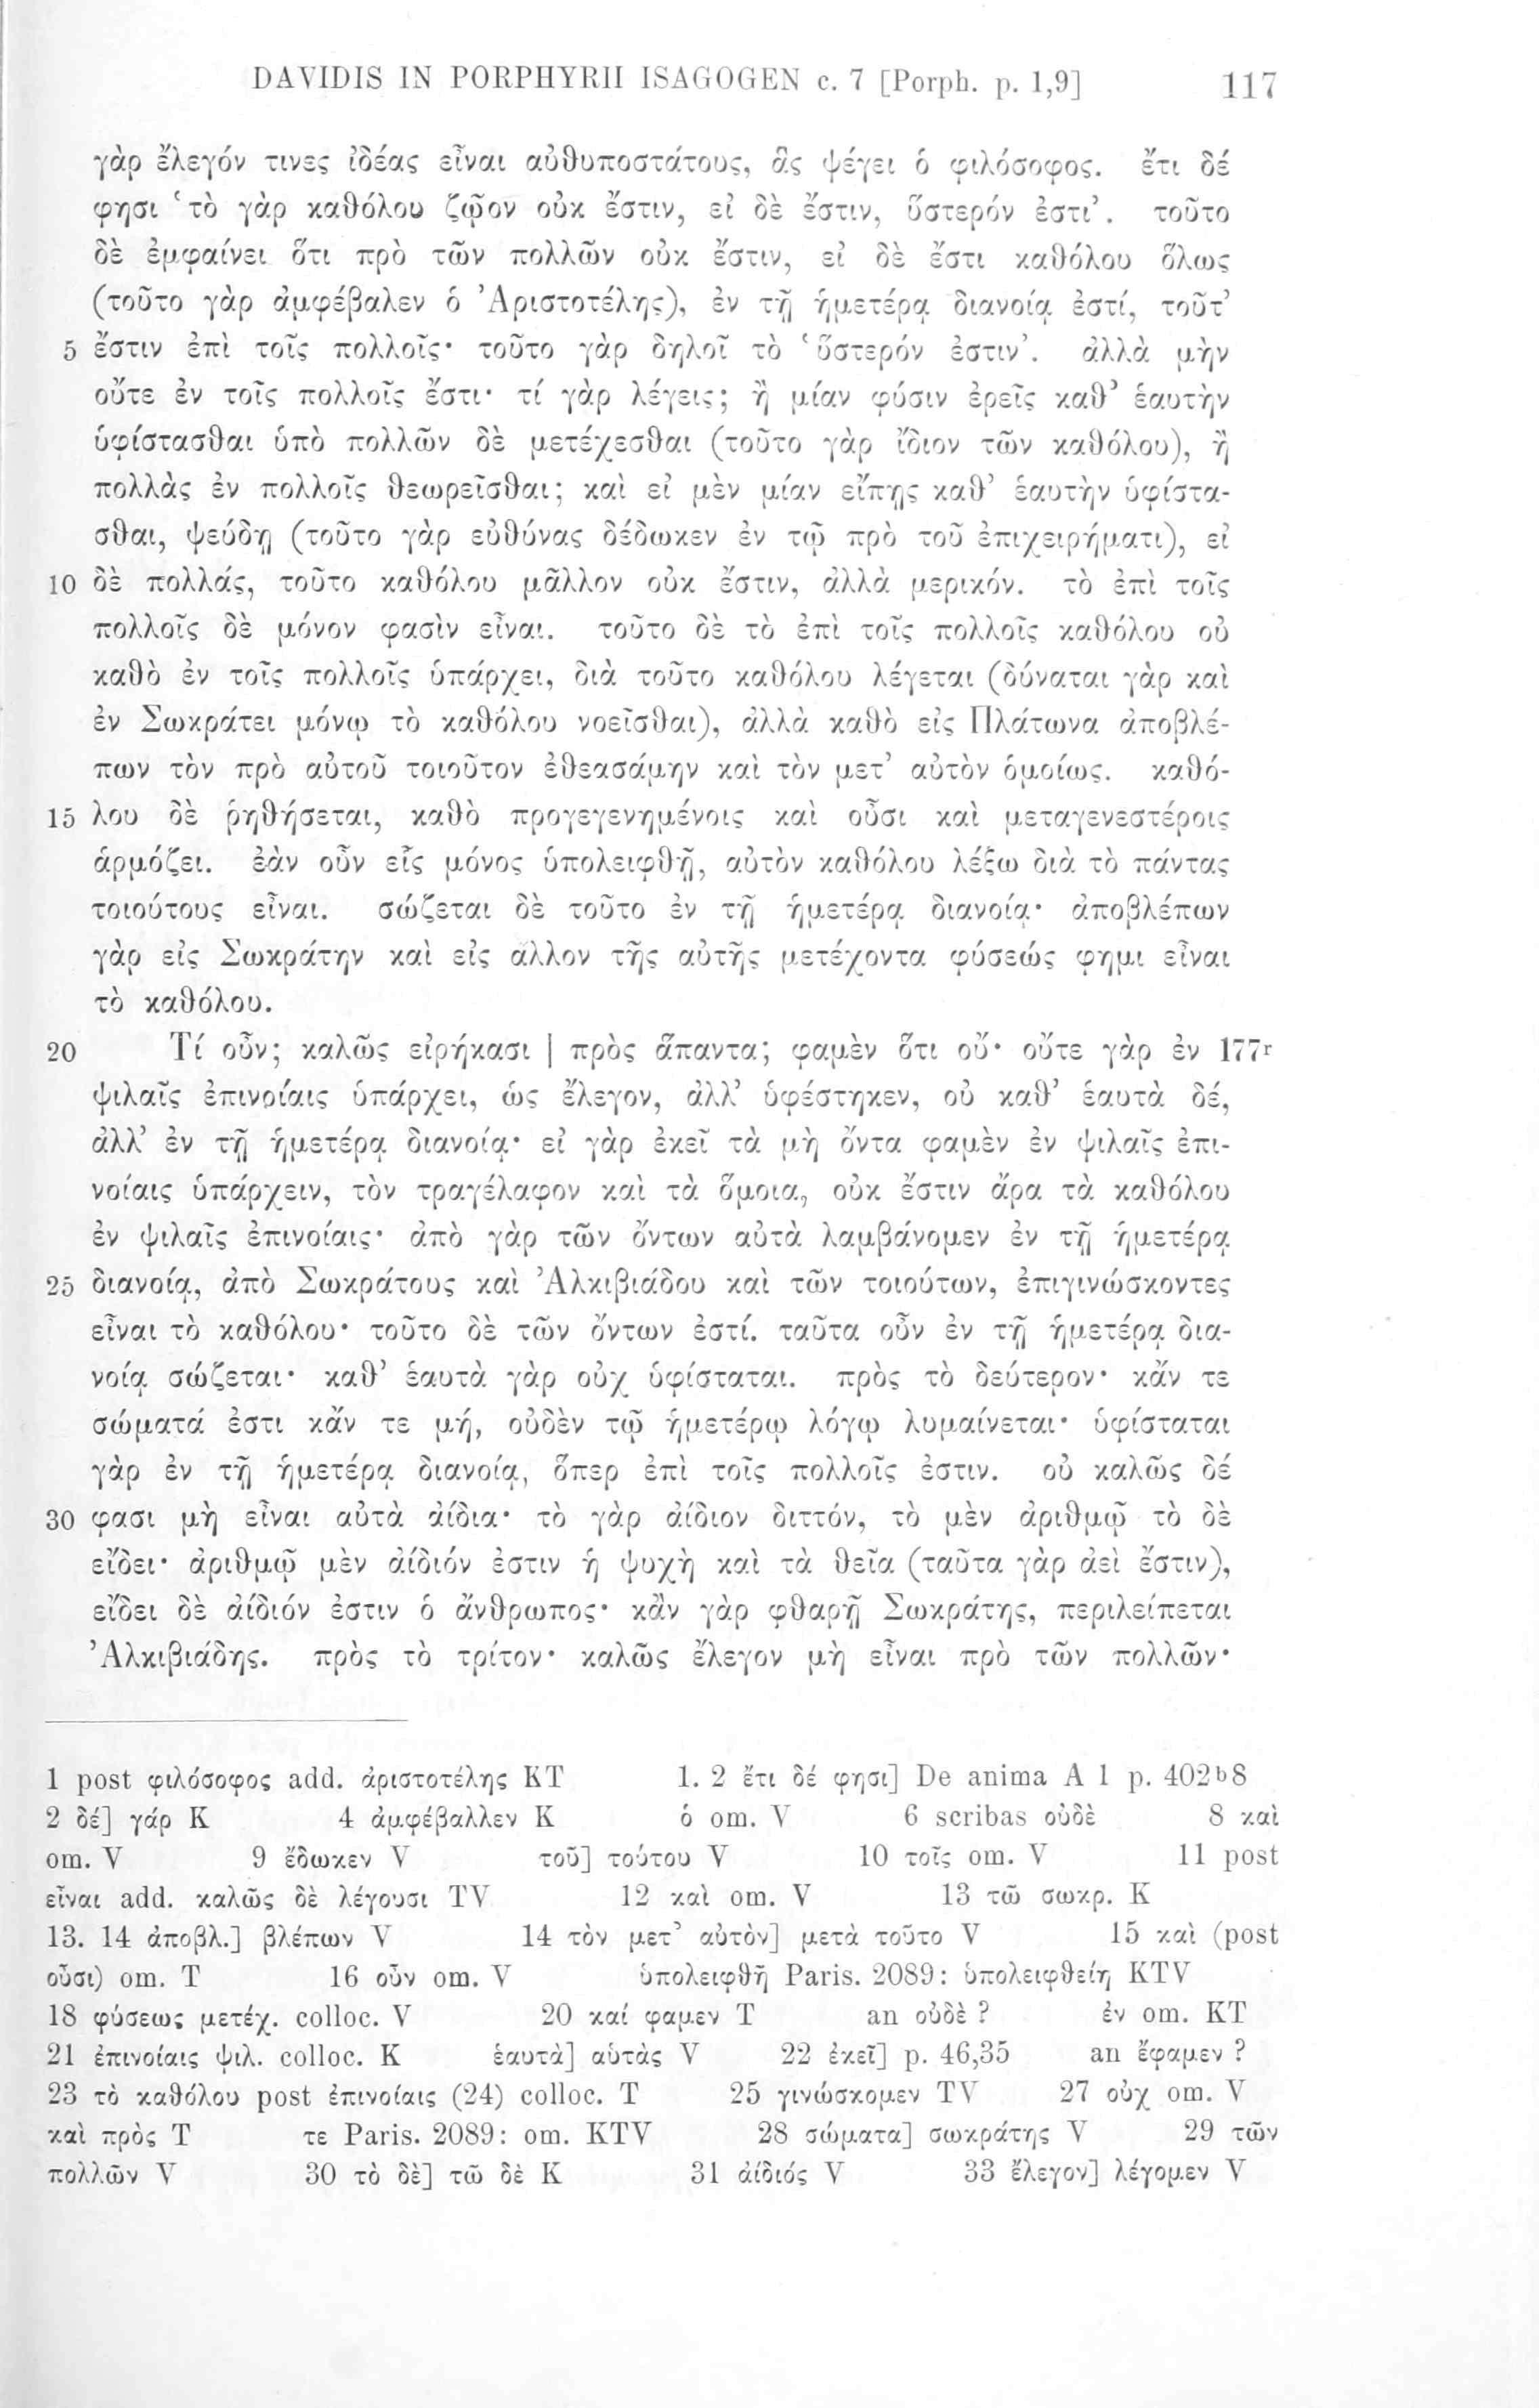 DAVIDIS IN PORPHYRII ISAGOGEN c. 7 [Porph. p. 1,9] 117
γὰρ ἔλεγόν τινες ἰδέας εἶναι αὐθυποστάτους, ἃς ψέγει ὁ φιλόσοφος. ἔτι δέ
φησι ‘τὸ γὰρ καθόλου ζῷον οὐκ ἔστιν, εἰ δὲ ἔστιν, ὕστερόν ἐστι’. τοῦτο
δὲ ἐμφαίνει ὅτι πρὸ τῶν πολλῶν οὐκ ἔστιν, εἰ δὲ ἔστι καθόλου ὅλως
(τοῦτο γὰρ ἀμφέβαλεν ὁ Ἀριστοτέλης), ἐν τῇ ἡμετέρᾳ διανοίᾳ ἐστί, τοῦτ’
5 ἔστιν ἐπὶ τοῖς πολλοῖς· τοῦτο γὰρ δηλοῖ τὸ ‘ὕστερόν ἐστιν’. ἀλλὰ μὴν
οὔτε ἐν τοῖς πολλοῖς ἔστι· τί γὰρ λέγεις; ἢ μίαν φύσιν ἐρεῖς καθ’ ἑαυτὴν
ὑφίστασθαι ὑπὸ πολλῶν δὲ μετέχεσθαι (τοῦτο γὰρ ἴδιον τῶν καθόλου), ἢ
πολλὰς ἐν πολλοῖς θεωρεῖσθαι; καὶ εἰ μὲν μίαν εἴπῃς καθ’ ἑαυτὴν ὑφίστα-
σθαι, ψεύδῃ (τοῦτο γὰρ εὐθύνας δέδωκεν ἐν τῷ πρὸ τοῦ ἐπιχειρήματι), εἰ
10 δὲ πολλάς, τοῦτο καθόλου μᾶλλον οὐκ ἔστιν, ἀλλὰ μερικόν. τὸ ἐπὶ τοῖς
πολλοῖς δὲ μόνον φασὶν εἶναι. τοῦτο δὲ τὸ ἐπὶ τοῖς πολλοῖς καθόλου οὐ
καθὸ ἐν τοῖς πολλοῖς ὑπάρχει, διὰ τοῦτο καθόλου λέγεται (δύναται γὰρ καὶ
ἐν Σωκράτει μόνῳ τὸ καθόλου νοεῖσθαι), ἀλλὰ καθὸ εἰς Πλάτωνα ἀποβλέ-
πων τὸν πρὸ αὐτοῦ τοιοῦτον ἐθεασάμην καὶ τὸν μετ’ αὐτὸν ὁμοίως. καθό-
15 λου δὲ ῥηθήσεται, καθὸ προγεγενημένοις καὶ οὖσι καὶ μεταγενεστέροις
ἁρμόζει. ἐὰν οὖν εἷς μόνος ὑπολειφθῇ, αὐτὸν καθόλου λέξω διὰ τὸ πάντας
τοιούτους εἶναι. σώζεται δὲ τοῦτο ἐν τῇ ἡμετέρᾳ διανοίᾳ· ἀποβλέπων
γὰρ εἰς Σωκράτην καὶ εἰς ἄλλον τῆς αὐτῆς μετέχοντα φύσεώς φημι εἶναι
τὸ καθόλου.
20 Τί οὖν; καλῶς εἰρήκασι | πρὸς ἅπαντα; φαμὲν ὅτι οὔ· οὔτε γὰρ ἐν 177r
ψιλαῖς ἐπινοίαις ὑπάρχει, ὡς ἔλεγον, ἀλλ’ ὑφέστηκεν, οὐ καθ’ ἑαυτὰ δέ,
ἀλλ’ ἐν τῇ ἡμετέρᾳ διανοίᾳ· εἰ γὰρ ἐκεῖ τὰ μὴ ὄντα φαμὲν ἐν ψιλαῖς ἐπι-
νοίαις ὑπάρχειν, τὸν τραγέλαφον καὶ τὰ ὅμοια, οὐκ ἔστιν ἄρα τὰ καθόλου
ἐν ψιλαῖς ἐπινοίαις· ἀπὸ γὰρ τῶν ὄντων αὐτὰ λαμβάνομεν ἐν τῇ ἡμετέρᾳ
25 διανοίᾳ, ἀπὸ Σωκράτους καὶ Ἀλκιβιάδου καὶ τῶν τοιούτων, ἐπιγινώσκοντες
εἶναι τὸ καθόλου· τοῦτο δὲ τῶν ὄντων ἐστί. ταῦτα οὖν ἐν τῇ ἡμετέρᾳ δια-
νοίᾳ σώζεται· καθ’ ἑαυτὰ γὰρ οὐχ ὑφίσταται. πρὸς τὸ δεύτερον· κἄν τε
σώματά ἐστι κἄν τε μή, οὐδὲν τῷ ἡμετέρῳ λόγῳ λυμαίνεται· ὑφίσταται
γὰρ ἐν τῇ ἡμετέρᾳ διανοίᾳ, ὅπερ ἐπὶ τοῖς πολλοῖς ἐστιν. οὐ καλῶς δέ
30 φασι μὴ εἶναι αὐτὰ ἀίδια· τὸ γὰρ ἀίδιον διττόν, τὸ μὲν ἀριθμῷ τὸ δὲ
εἴδει· ἀριθμῷ μὲν ἀίδιόν ἐστιν ἡ ψυχὴ καὶ τὰ θεῖα (ταῦτα γὰρ ἀεὶ ἔστιν),
εἴδει δὲ ἀίδιόν ἐστιν ὁ ἄνθρωπος· κἂν γὰρ φθαρῇ Σωκράτης, περιλείπεται
Ἀλκιβιάδης. πρὸς τὸ τρίτον· καλῶς ἔλεγον μὴ εἶναι πρὸ τῶν πολλῶν·
1 post φιλόσοφος add. ἀριστοτέλης KT 1. 2 ἔτι δέ φησι] De anima A 1 p. 402b8
2 δέ] γάρ K 4 ἀμφέβαλλεν K ὁ om. V 6 scribas οὐδὲ 8 καὶ
om. V 9 ἔδωκεν V τοῦ] τούτου V 10 τοῖς om. V 11 post
εἶναι add. καλῶς δὲ λέγουσι TV 12 καὶ om. V 13 τῶ σωκρ. K
13. 14 ἀποβλ.] βλέπων V 14 τὸν μετ’ αὐτὸν] μετὰ τοῦτο V 15 καὶ (post
οὖσι) om. T 16 οὖν om. V ὑπολειφθῇ Paris. 2089: ὑπολειφθείη KTV
18 φύσεως μετέχ. colloc. V 20 καί φαμεν T an οὐδὲ ? ἐν om. KT
21 ἐπινοίαις ψιλ. colloc. K ἑαυτὰ] αὑτὰς V 22 ἐκεῖ] p. 46,35 an ἔφαμεν ?
23 τὸ καθόλου post ἐπινοίαις (24) colloc. T 25 γινώσκομεν TV 27 οὐχ om. V
καὶ πρὸς T τε Paris. 2089: om. KTV 28 σώματα] σωκράτης V 29 τῶν
πολλῶν V 30 τὸ δὲ] τῶ δὲ K 31 ἀίδιός V 33 ἔλεγον] λέγομεν V